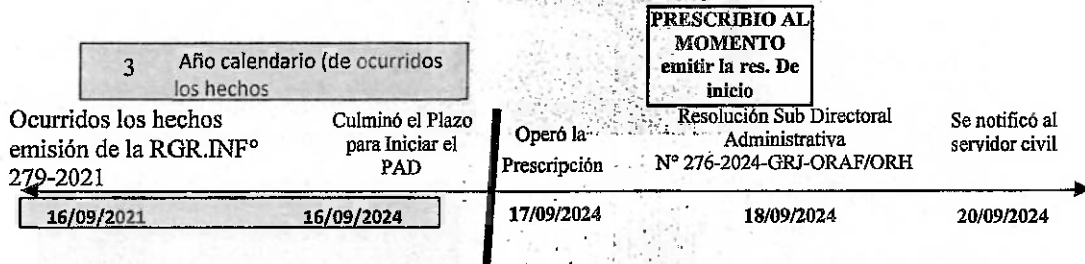 PRESCRIBIO AL
MOMENTO
emitir la res. De
inicio
3 Año calendario (de ocurridos
los hechos
Ocurridos los hechos
emisión de la RGR.INFº
279-2021
Culminó el Plazo
para Iniciar el
PAD
Operó la
Prescripción
Resolución Sub Directoral
Administrativa
Nº 276-2024-GRJ-ORAF/ORH
Se notificó al
servidor civil
16/09/2021
16/09/2024
17/09/2024
18/09/2024
20/09/2024